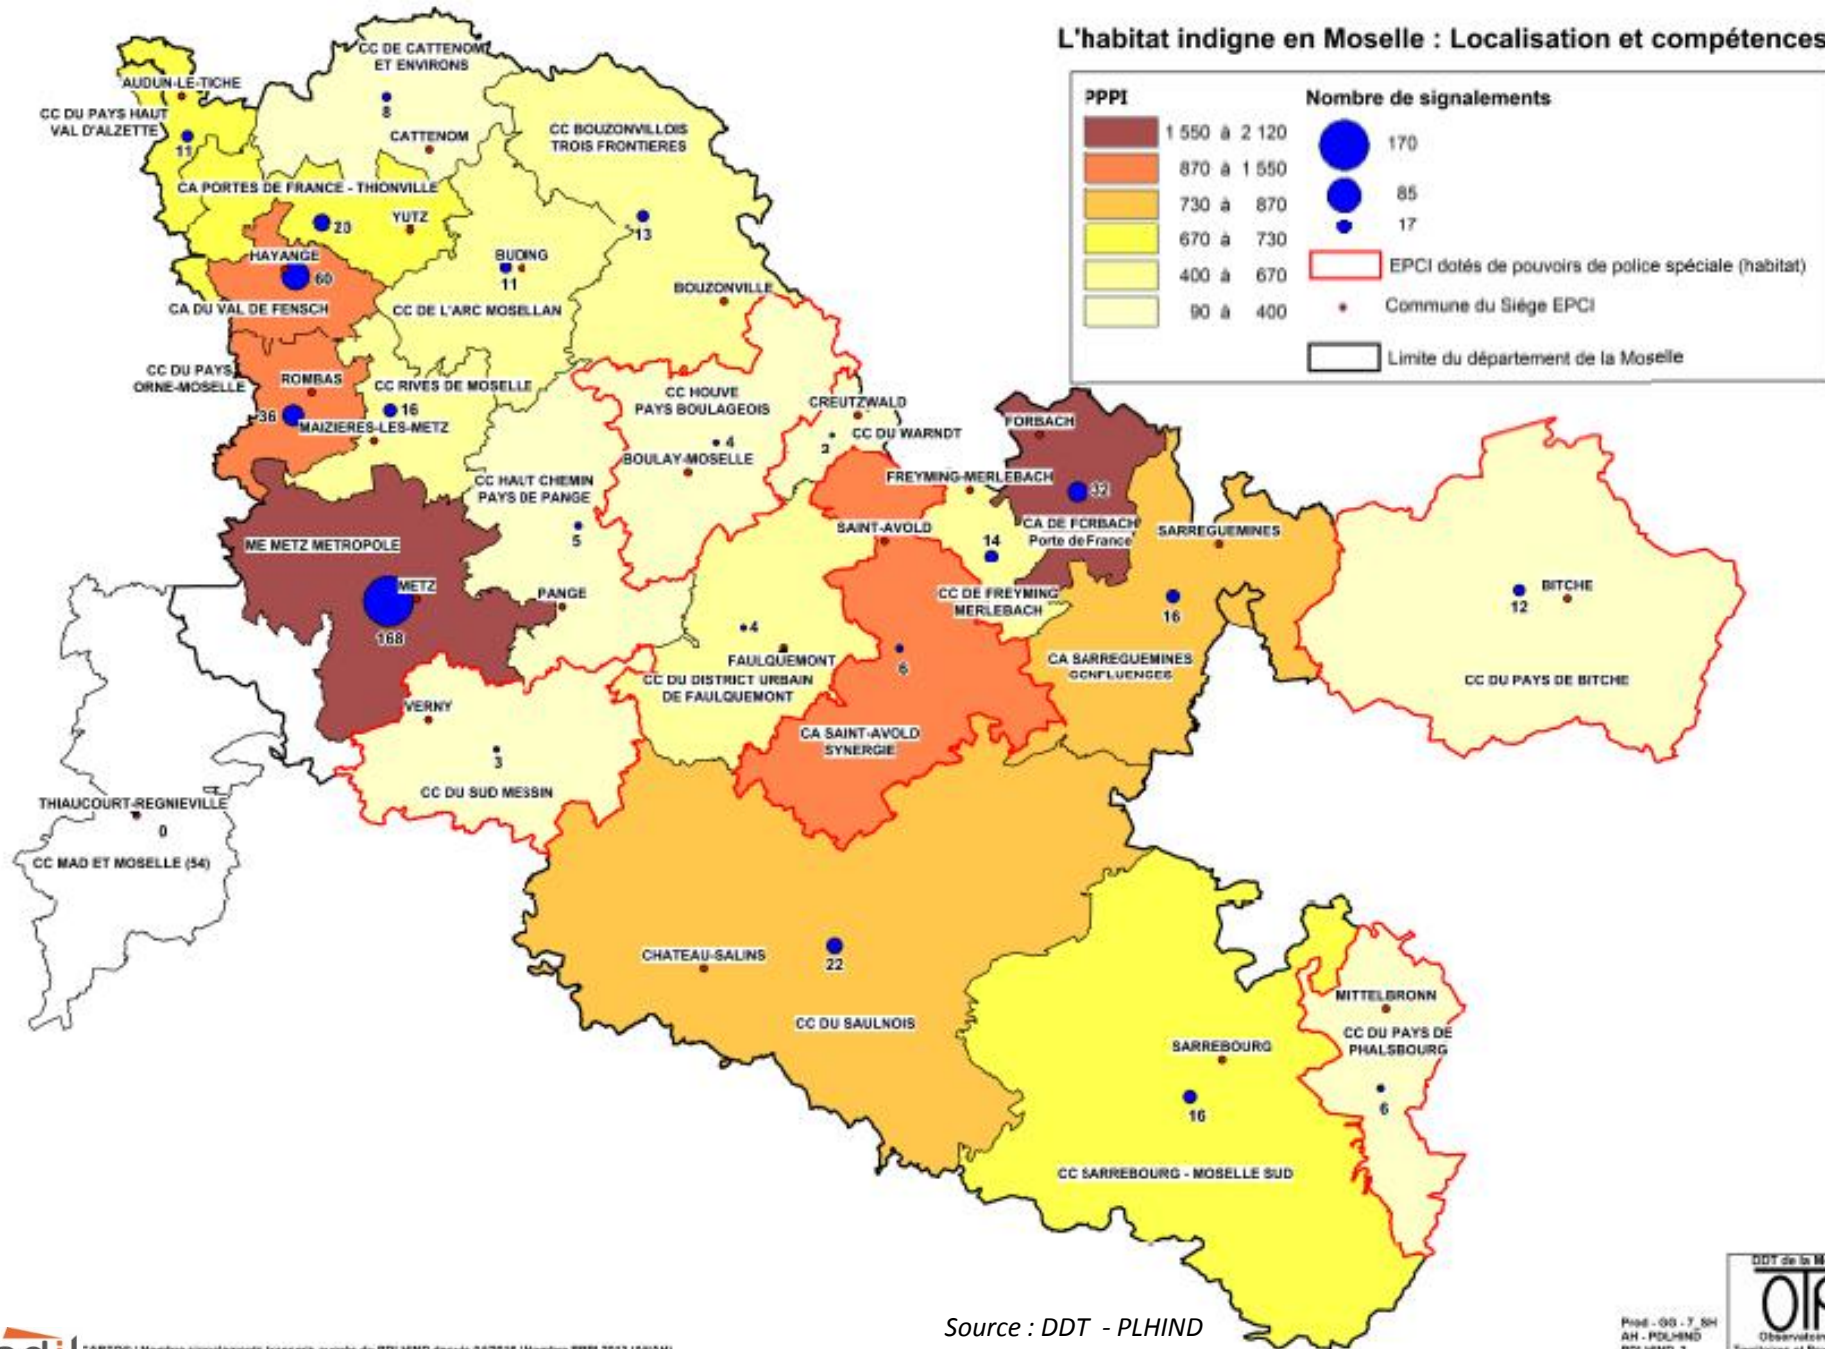 L'habitat indigne en Moselle : Localisation et compétences
PPPI
1 550 à 2 120
870 à 1 550
730 à 870
670 à 730
400 à 670
90 à 400
Nombre de signalements
170
85
17
EPCI dotés de pouvoirs de police spéciale (habitat)
Commune du Siège EPCI
Limite du département de la Moselle
CC DE CATTENOM
ET ENVIRONS
8
CATTENOM
AUDUN-LE-TICHE
CC DU PAYS HAUT
VAL D'ALZETTE
11
CC BOUZONVILLOIS
TROIS FRONTIERES
13
BOUZONVILLE
CA PORTES DE FRANCE - THIONVILLE
YUTZ
HAYANGE
60
CA DU VAL DE FENSCH
BUDING
11
CC DE L'ARC MOSELLAN
CC DU PAYS
ORNE-MOSELLE
ROMBAS
36
CC RIVES DE MOSELLE
16
MAIZIERES-LES-METZ
CC HOUVE
PAYS BOULAGEOIS
4
BOULAY-MOSELLE
CREUTZWALD
CC DU WARNDT
CC HAUT CHEMIN
PAYS DE PANGE
5
PANGE
FORBACH
32
CA DE FORBACH
Porte de France
FREYMING-MERLEBACH
14
CC DE FREYMING
MERLEBACH
SAINT-AVOLD
6
CA SAINT-AVOLD
SYNERGIE
SARREGUEMINES
16
CA SARREGUEMINES
CONFLUENCES
BITCHE
12
CC DU PAYS DE BITCHE
ME METZ METROPOLE
METZ
168
4
FAULQUEMONT
CC DU DISTRICT URBAIN
DE FAULQUEMONT
VERNY
3
CC DU SUD MESSIN
THIAUCOURT-REGNIEVILLE
0
CC MAD ET MOSELLE (54)
CHATEAU-SALINS
22
CC DU SAULNOIS
SARREBOURG
16
CC SARREBOURG - MOSELLE SUD
MITTELBRONN
CC DU PAYS DE
PHALSBOURG
6
Source : DDT - PLHIND
Prod - GG - 7_SH
AH - PDLHIND
DDT de la